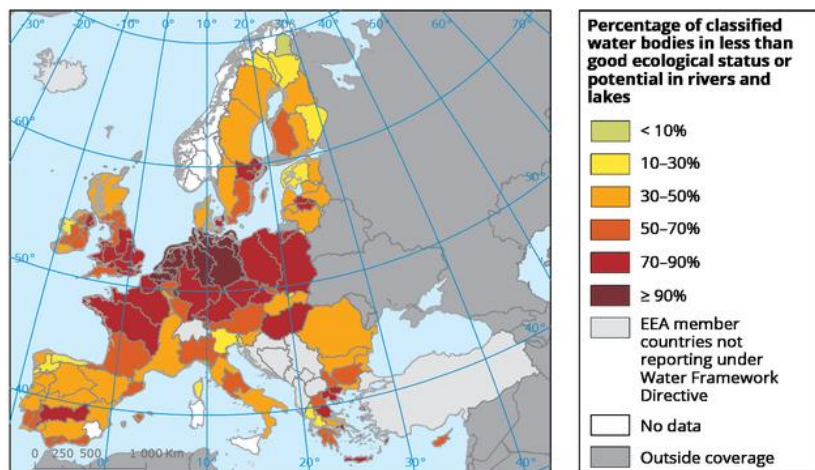 -30°
-20°
-10°
0°
10°
20°
30°
40°
50°
60°
70°
60°
50°
50°
40°
40°
0 250 500 1 000 Km
0°
10°
20°
30°
40°
Percentage of classified
water bodies in less than
good ecological status or
potential in rivers and
lakes
< 10%
10–30%
30–50%
50–70%
70–90%
≥ 90%
EEA member
countries not
reporting under
Water Framework
Directive
No data
Outside coverage